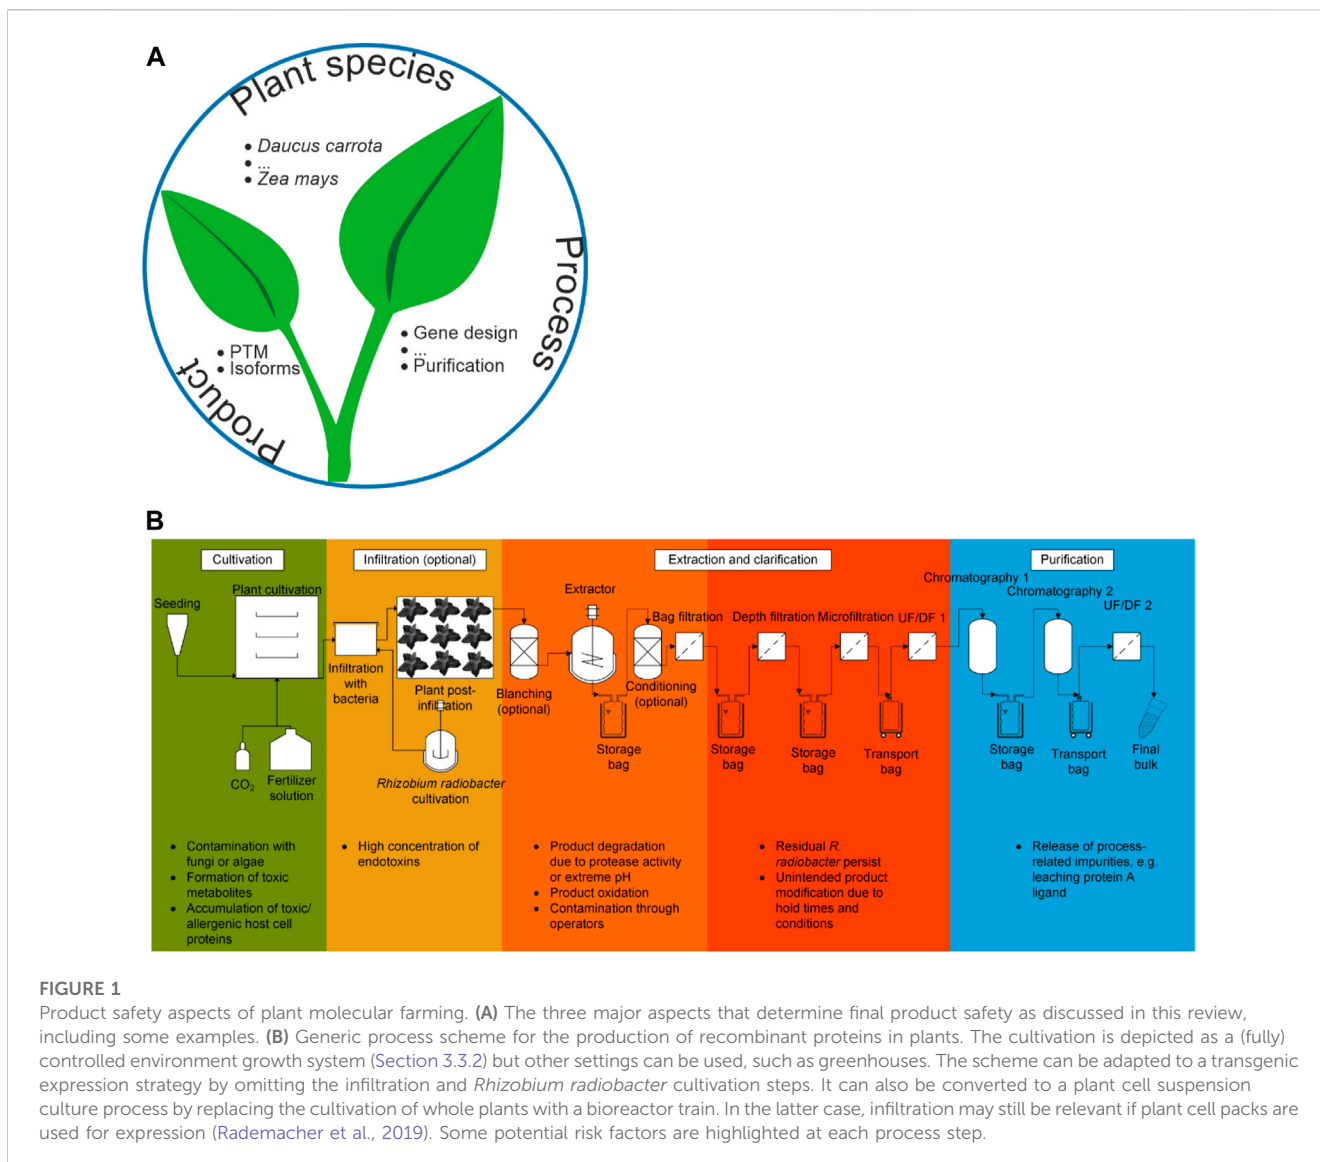 A
Plant species
• Daucus carrota
• ...
• Zea mays
Process
• Gene design
• ...
• Purification
Product
• PTM
• Isoforms
B
Cultivation
Infiltration (optional)
Extraction and clarification
Purification
Seeding
Plant cultivation
CO2
Fertilizer
solution
Infiltration
with
bacteria
Plant post-
infiltration
Rhizobium radiobacter
cultivation
Blanching
(optional)
Extractor
Storage
bag
Conditioning
(optional)
Bag filtration
Storage
bag
Depth filtration
Storage
bag
Microfiltration
Transport
bag
UF/DF 1
Chromatography 1
Storage
bag
Chromatography 2
Transport
bag
UF/DF 2
Final
bulk
• Contamination with
fungi or algae
• Formation of toxic
metabolites
• Accumulation of toxic/
allergenic host cell
proteins
• High concentration of
endotoxins
• Product degradation
due to protease activity
or extreme pH
• Product oxidation
• Contamination through
operators
• Residual R.
radiobacter persist
• Unintended product
modification due to
hold times and
conditions
• Release of process-
related impurities, e.g.
leaching protein A
ligand
FIGURE 1
Product safety aspects of plant molecular farming. (A) The three major aspects that determine final product safety as discussed in this review,
including some examples. (B) Generic process scheme for the production of recombinant proteins in plants. The cultivation is depicted as a (fully)
controlled environment growth system (Section 3.3.2) but other settings can be used, such as greenhouses. The scheme can be adapted to a transgenic
expression strategy by omitting the infiltration and Rhizobium radiobacter cultivation steps. It can also be converted to a plant cell suspension
culture process by replacing the cultivation of whole plants with a bioreactor train. In the latter case, infiltration may still be relevant if plant cell packs are
used for expression (Rademacher et al., 2019). Some potential risk factors are highlighted at each process step.